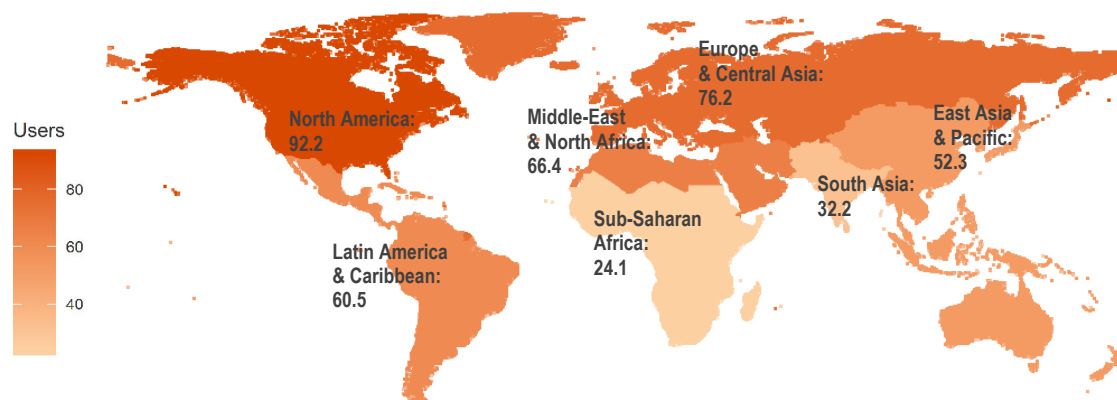 Users
80
60
40
North America:
92.2
Latin America
& Caribbean:
60.5
Europe
& Central Asia:
76.2
Middle-East
& North Africa:
66.4
Sub-Saharan
Africa:
24.1
East Asia
& Pacific:
52.3
South Asia:
32.2